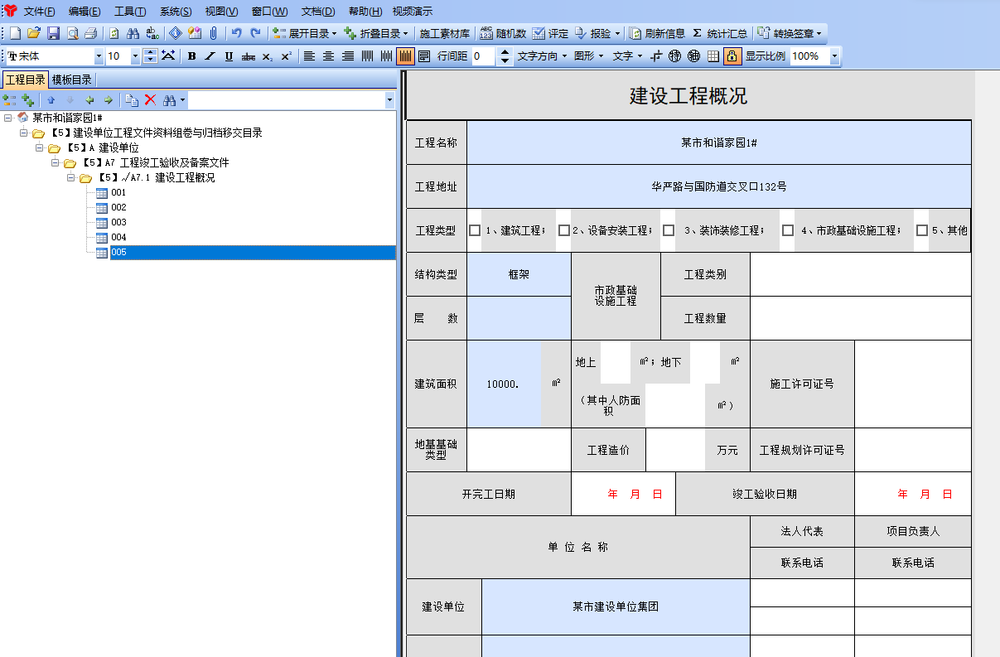 文件(F) 编辑(E) 工具(T) 系统(S) 视图(V) 窗口(W) 文档(D) 帮助(H) 视频演示
展开目录 折叠目录 施工素材库 ABC 123 随机数 评定 报验 刷新信息 Σ 统计汇总 转换签章
宋体 10 B I U abc X₂ X² 行间距 0 文字方向 图形 文字 显示比例 100%
工程目录 模板目录
某市和谐家园1#
【5】建设单位工程文件资料组卷与归档移交目录
【5】A 建设单位
【5】A7 工程竣工验收及备案文件
【5】√A7.1 建设工程概况
001
002
003
004
005
建设工程概况
工程名称 某市和谐家园1#
工程地址 华严路与国防道交叉口132号
工程类型 □ 1、建筑工程; □ 2、设备安装工程; □ 3、装饰装修工程; □ 4、市政基础设施工程; □ 5、其他
结构类型 框架 市政基础 工程类别
层 数 设施工程 工程数量
建筑面积 10000. ㎡ 地上 ㎡;地下 ㎡ 施工许可证号
(其中人防面
积 ㎡)
地基基础
类型 工程造价 万元 工程规划许可证号
开完工日期 年 月 日 竣工验收日期 年 月 日
单 位 名 称 法人代表 项目负责人
联系电话 联系电话
建设单位 某市建设单位集团